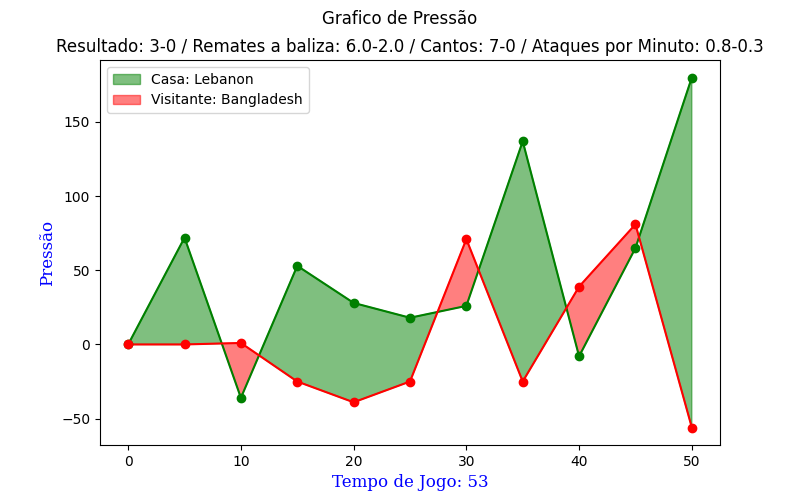 Grafico de Pressão
Resultado: 3-0 / Remates a baliza: 6.0-2.0 / Cantos: 7-0 / Ataques por Minuto: 0.8-0.3
Casa: Lebanon
Visitante: Bangladesh
150
100
50
0
−50
Pressão
0 10 20 30 40 50
Tempo de Jogo: 53